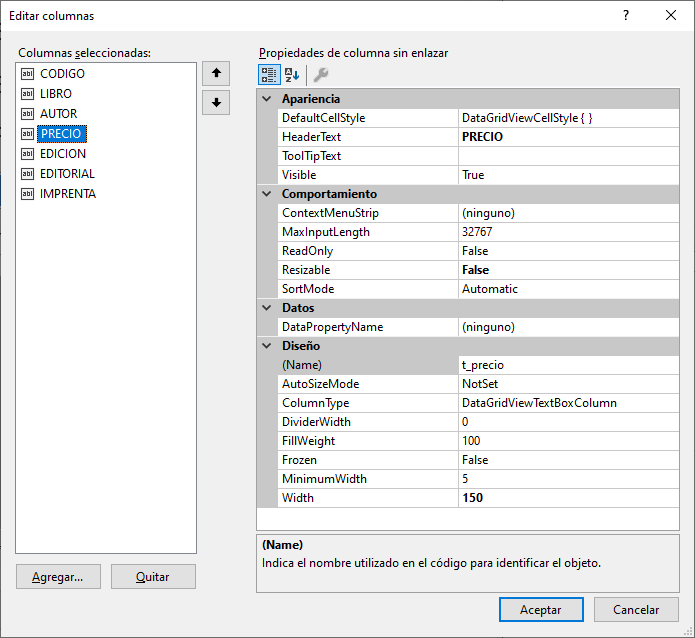 Editar columnas
?
Columnas seleccionadas:
CODIGO
LIBRO
AUTOR
PRECIO
EDICION
EDITORIAL
IMPRENTA
Agregar...
Quitar
Propiedades de columna sin enlazar
Apariencia
DefaultCellStyle DataGridViewCellStyle { }
HeaderText PRECIO
ToolTipText
Visible True
Comportamiento
ContextMenuStrip (ninguno)
MaxInputLength 32767
ReadOnly False
Resizable False
SortMode Automatic
Datos
DataPropertyName (ninguno)
Diseño
(Name) t_precio
AutoSizeMode NotSet
ColumnType DataGridViewTextBoxColumn
DividerWidth 0
FillWeight 100
Frozen False
MinimumWidth 5
Width 150
(Name)
Indica el nombre utilizado en el código para identificar el objeto.
Aceptar
Cancelar